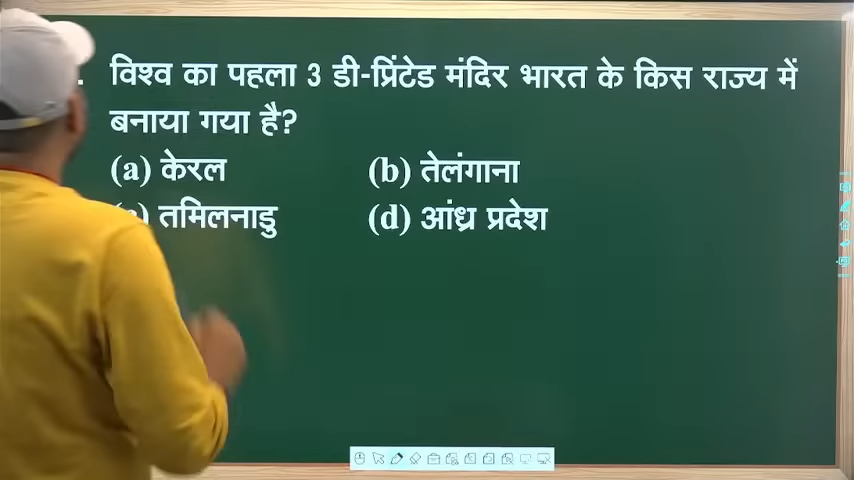 . विश्व का पहला 3 डी-प्रिंटेड मंदिर भारत के किस राज्य में
बनाया गया है?
(a) केरल (b) तेलंगाना
) तमिलनाडु (d) आंध्र प्रदेश